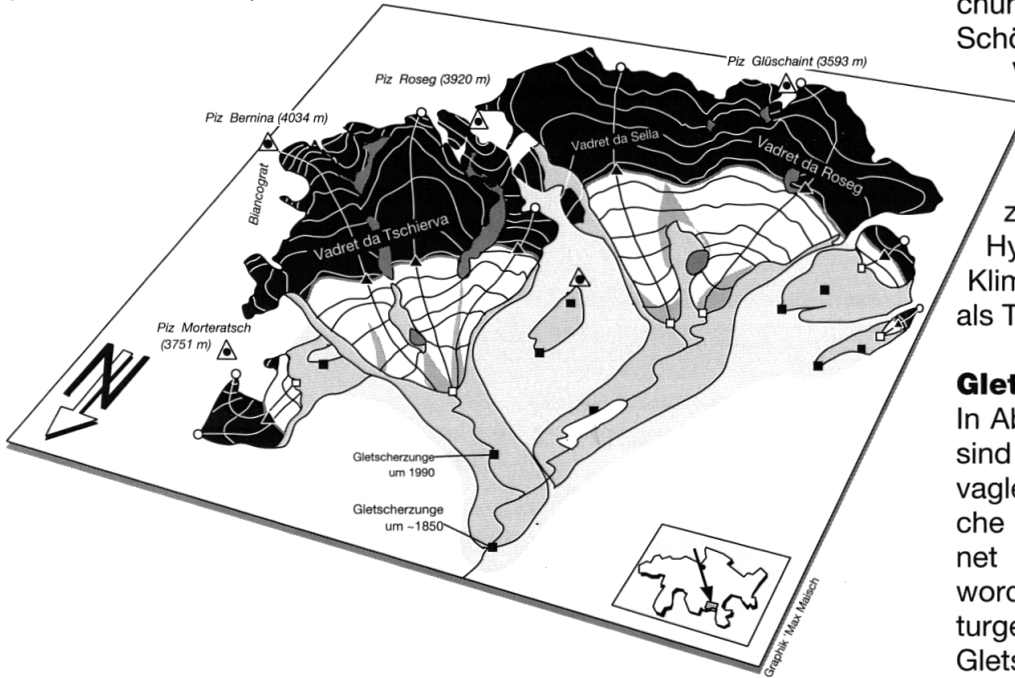 Piz Glüschaint (3593 m)
Piz Roseg (3920 m)
Piz Bernina (4034 m)
Vadret da Sella
Vadret da Roseg
Biancograt
Vadret da Tschierva
Piz Morteratsch
(3751 m)
N
Gletscherzunge
um 1990
Gletscherzunge
um ~1850
Graphik 'Max Maisch
chun
Schö
z
Hy
Klim
als T
Glet
In Ab
sind
vagle
che
net
word
turge
Glets